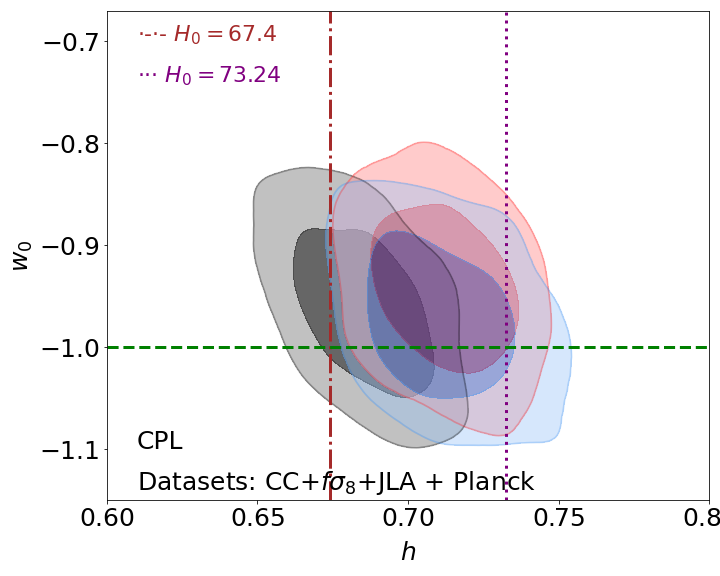 −0.7
·-·- H₀ = 67.4
··· H₀ = 73.24
−0.8
−0.9
w₀
−1.0
−1.1
CPL
Datasets: CC+fσ₈+JLA + Planck
0.60 0.65 0.70 0.75 0.8
h